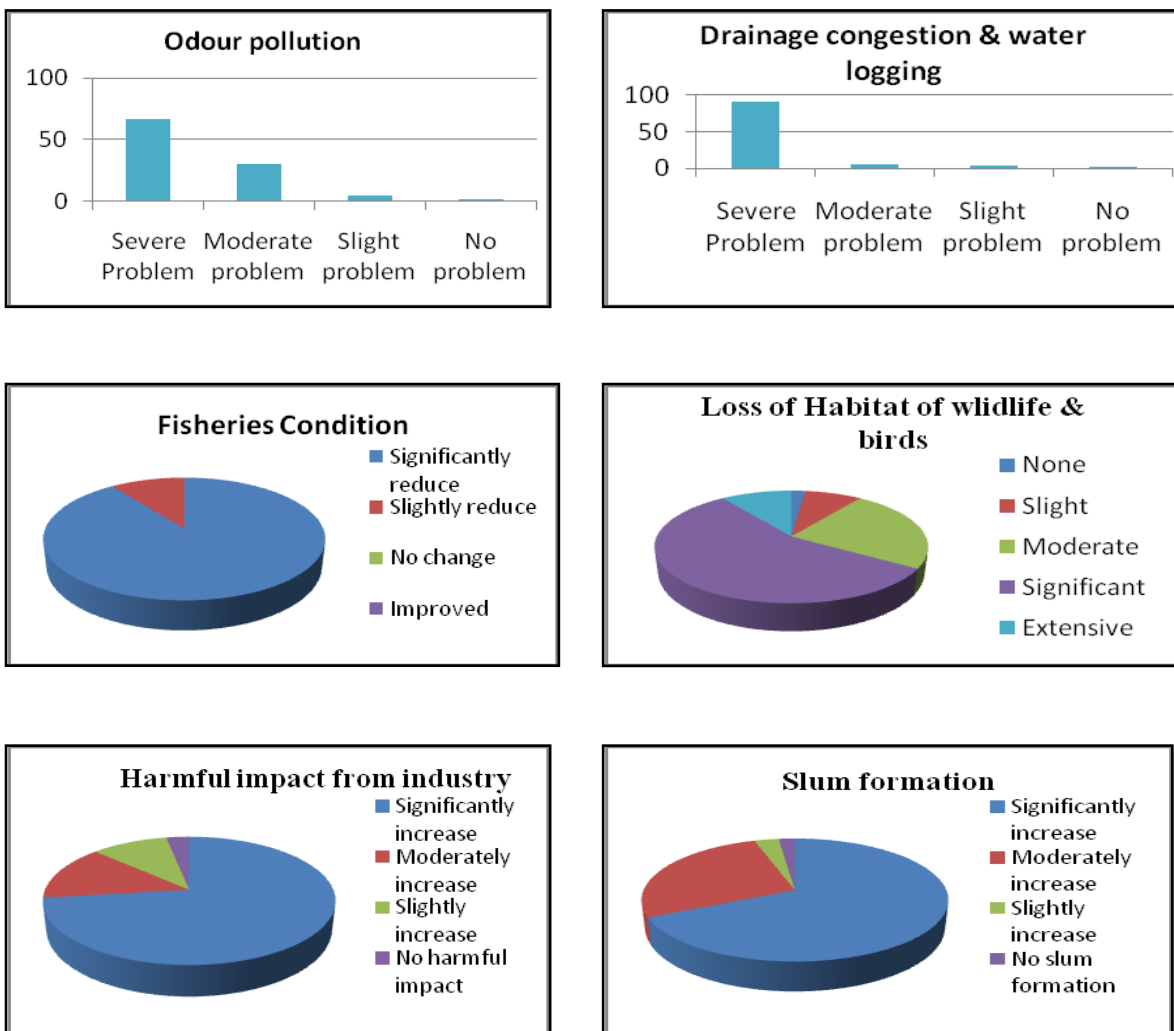 Odour pollution
100
50
0
Severe
Problem
Moderate
problem
Slight
problem
No
problem
Drainage congestion & water
logging
100
50
0
Severe
Problem
Moderate
problem
Slight
problem
No
problem
Fisheries Condition
Significantly
reduce
Slightly reduce
No change
Improved
Loss of Habitat of wlidlife &
birds
None
Slight
Moderate
Significant
Extensive
Harmful impact from industry
Significantly
increase
Moderately
increase
Slightly
increase
No harmful
impact
Slum formation
Significantly
increase
Moderately
increase
Slightly
increase
No slum
formation